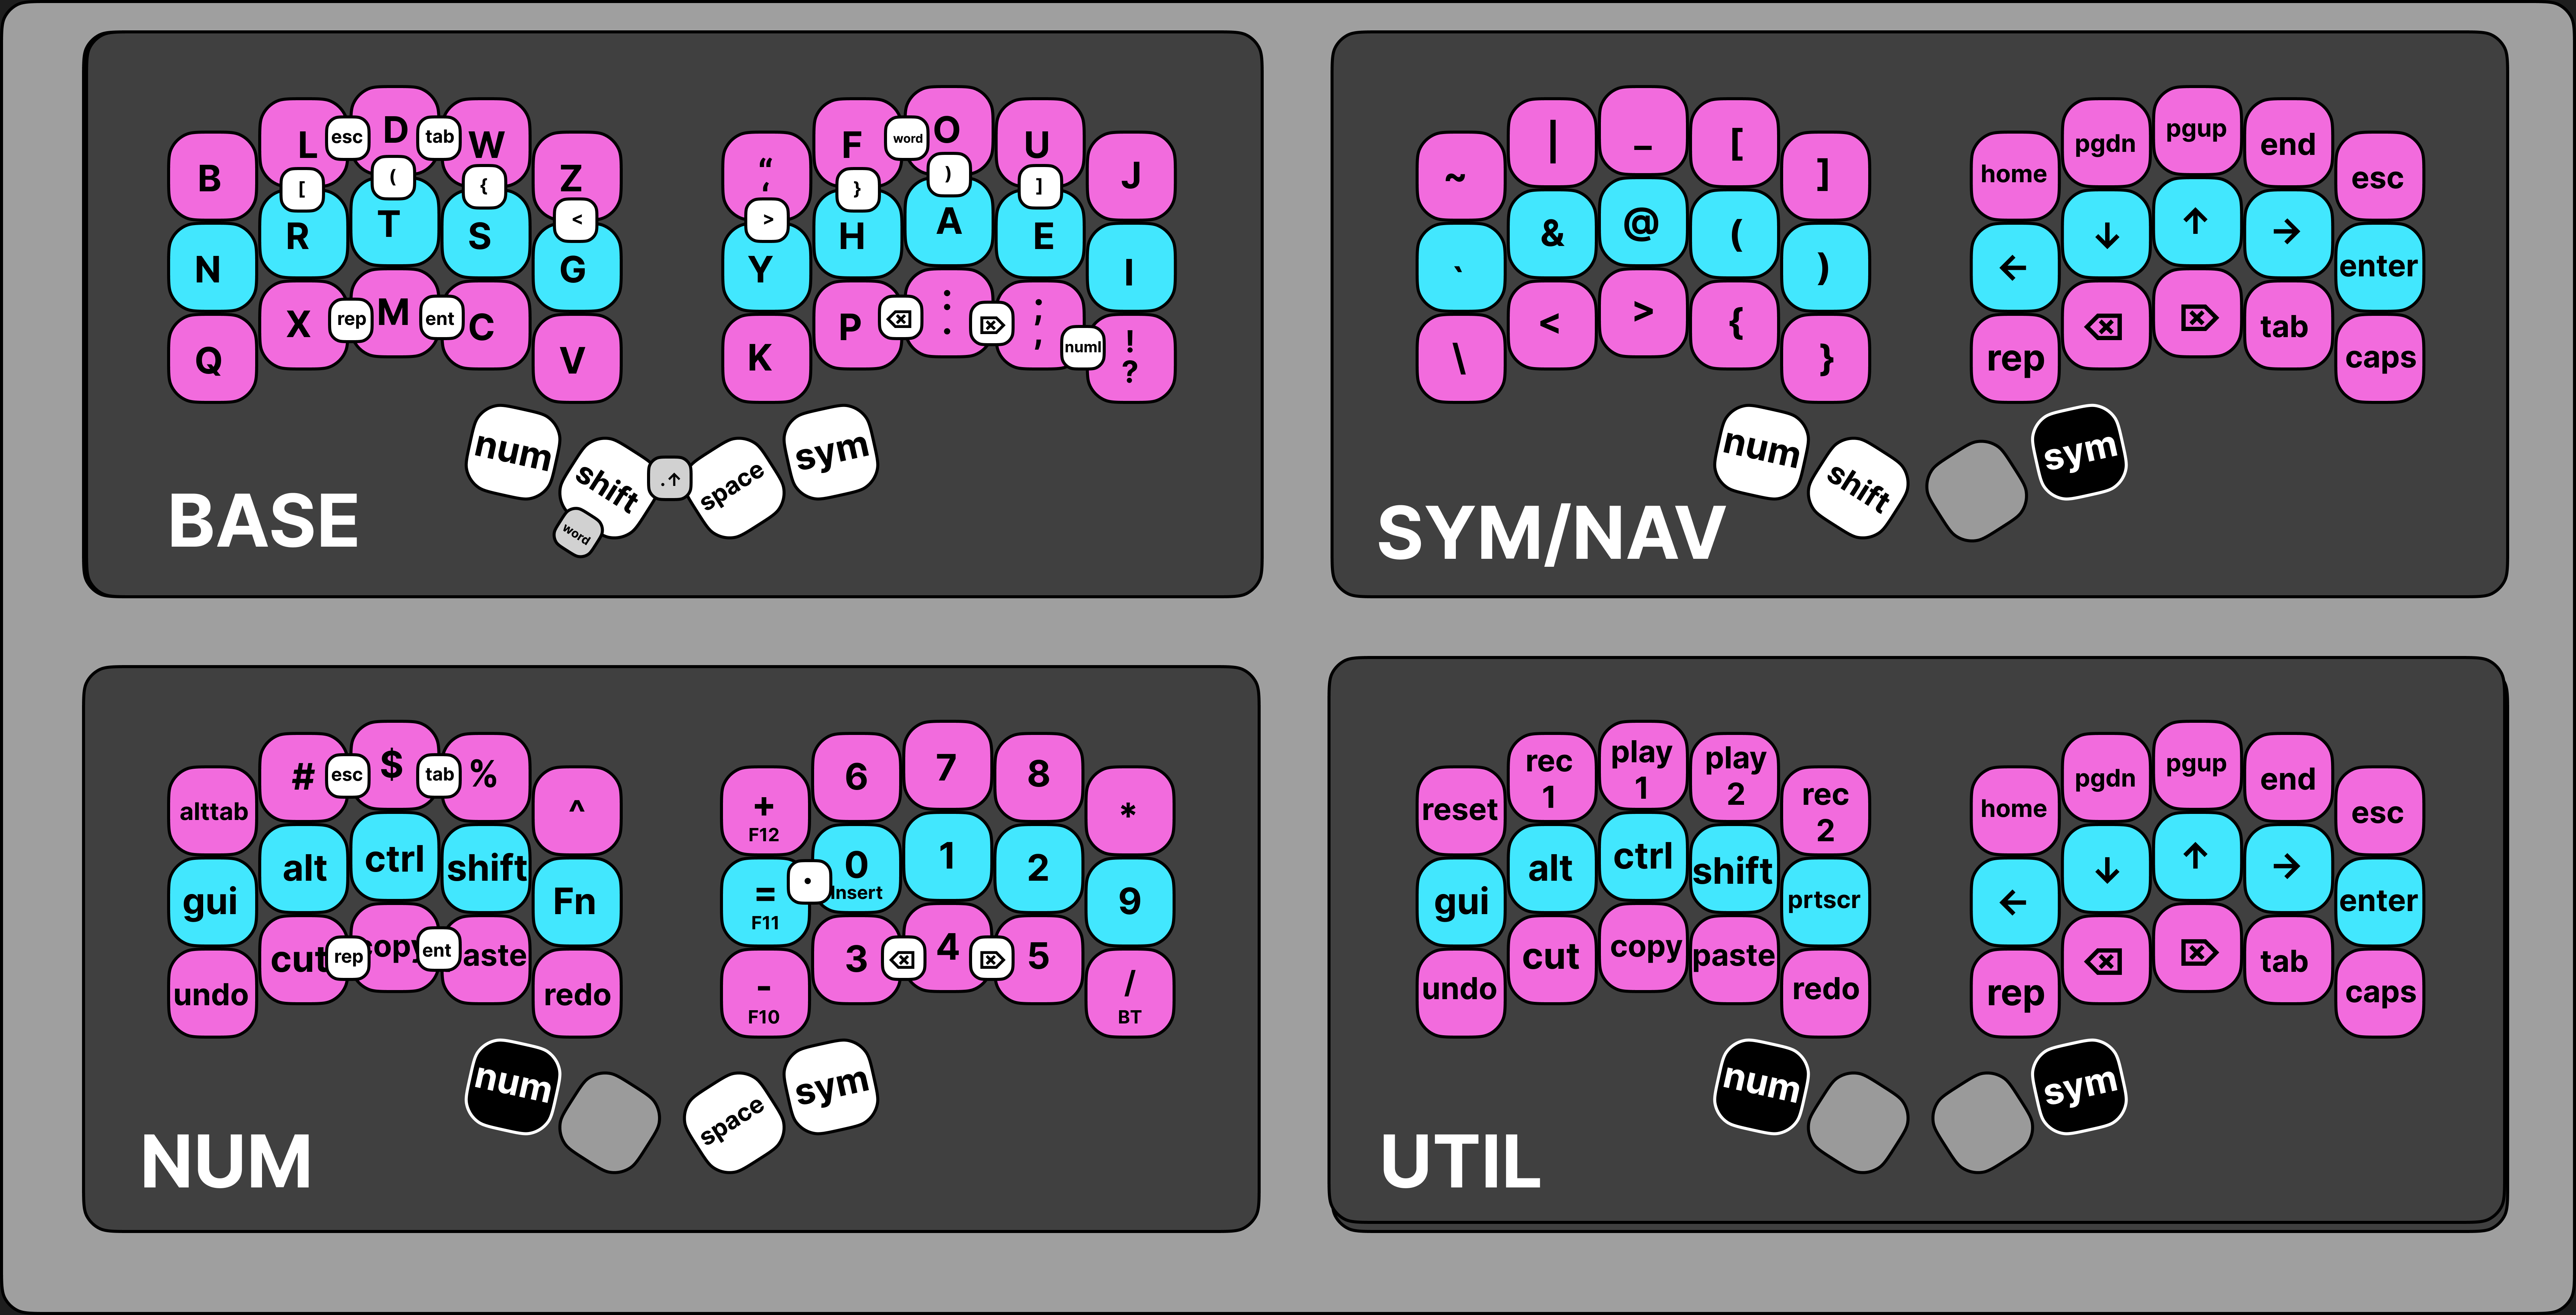 B L esc D tab W Z
[ ( { <
N R T S G
Q X rep M ent C V
“ ‘ F word O U J
> } ) ]
Y H A E I
K P ⌫ : . ⌦ ; , numl ! ?
num shift .↑ space sym
word
BASE
~ | _ [ ]
` & @ ( )
\ < > { }
home pgdn pgup end esc
← ↓ ↑ → enter
rep ⌫ ⌦ tab caps
num shift sym
SYM/NAV
alttab # esc $ tab % ^
gui alt ctrl shift Fn
undo cut rep copy ent aste redo
+ F12 6 7 8 *
= F11 • 0 Insert 1 2 9
- F10 3 ⌫ 4 ⌦ 5 / BT
num space sym
NUM
reset rec 1 play 1 play 2 rec 2
gui alt ctrl shift prtscr
undo cut copy paste redo
home pgdn pgup end esc
← ↓ ↑ → enter
rep ⌫ ⌦ tab caps
num sym
UTIL